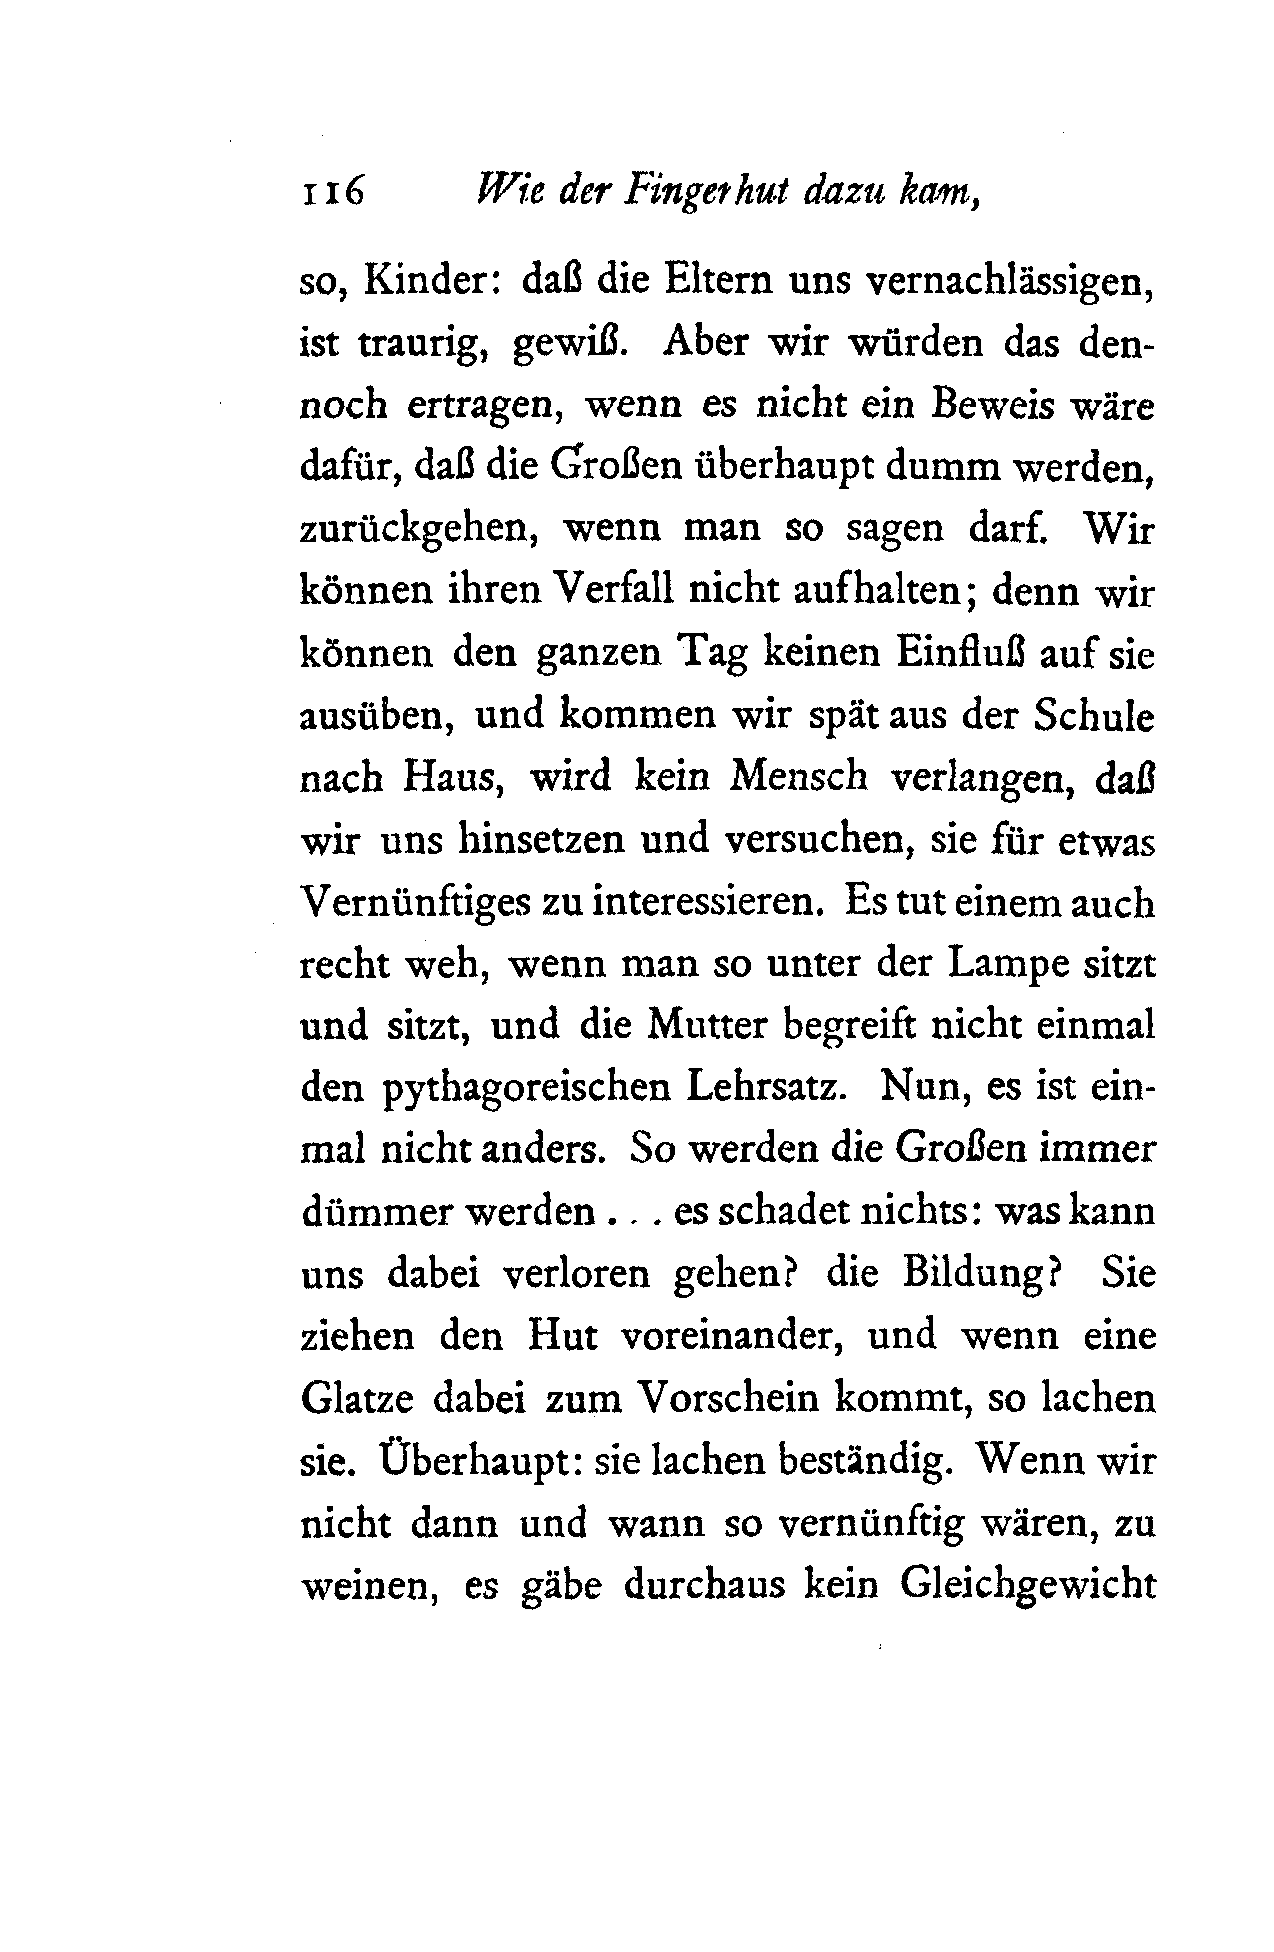 116 Wie der Fingerhut dazu kam,
so, Kinder: daß die Eltern uns vernachlässigen,
ist traurig, gewiß. Aber wir würden das den-
noch ertragen, wenn es nicht ein Beweis wäre
dafür, daß die Großen überhaupt dumm werden,
zurückgehen, wenn man so sagen darf. Wir
können ihren Verfall nicht aufhalten; denn wir
können den ganzen Tag keinen Einfluß auf sie
ausüben, und kommen wir spät aus der Schule
nach Haus, wird kein Mensch verlangen, daß
wir uns hinsetzen und versuchen, sie für etwas
Vernünftiges zu interessieren. Es tut einem auch
recht weh, wenn man so unter der Lampe sitzt
und sitzt, und die Mutter begreift nicht einmal
den pythagoreischen Lehrsatz. Nun, es ist ein-
mal nicht anders. So werden die Großen immer
dümmer werden . . . es schadet nichts: was kann
uns dabei verloren gehen? die Bildung? Sie
ziehen den Hut voreinander, und wenn eine
Glatze dabei zum Vorschein kommt, so lachen
sie. Überhaupt: sie lachen beständig. Wenn wir
nicht dann und wann so vernünftig wären, zu
weinen, es gäbe durchaus kein Gleichgewicht